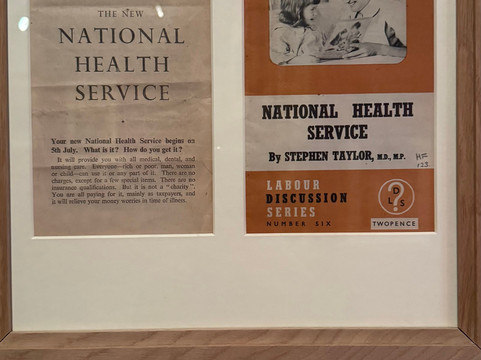 THE NEW
NATIONAL
HEALTH
SERVICE
Your new National Health Service begins on
5th July. What is it? How do you get it?
It will provide you with all medical, dental, and
nursing care. Everyone—rich or poor, man, woman
or child—can use it or any part of it. There are no
charges, except for a few special items. There are no
insurance qualifications. But it is not a "charity".
You are all paying for it, mainly as taxpayers, and
it will relieve your money worries in time of illness.
NATIONAL HEALTH
SERVICE
By STEPHEN TAYLOR, M.D., M.P.
LABOUR
DISCUSSION
SERIES
NUMBER SIX
D
L ? S
TWOPENCE